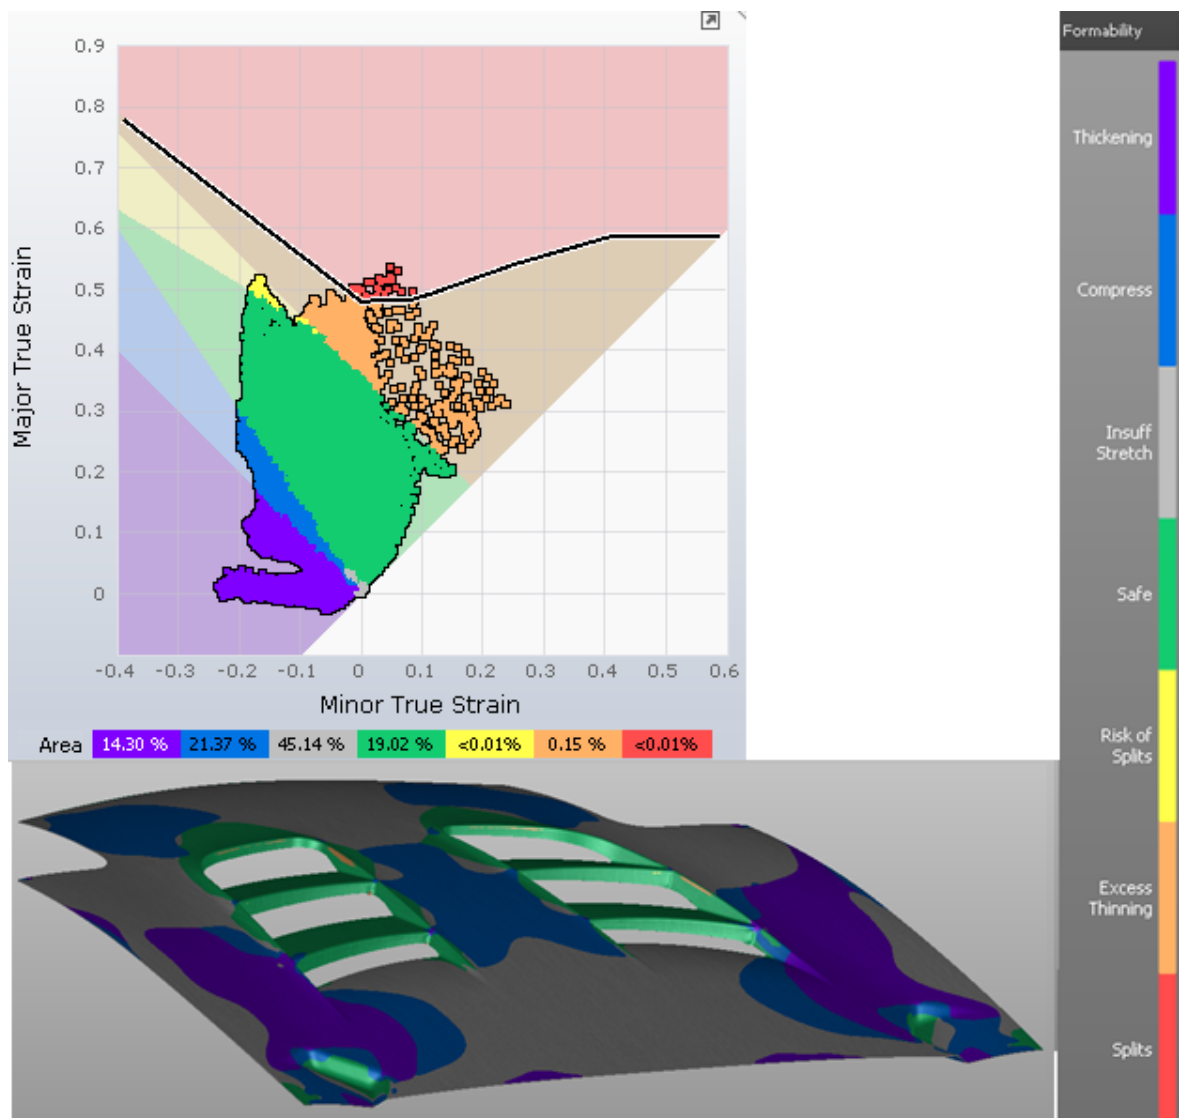 0.9
0.8
0.7
0.6
0.5
0.4
0.3
0.2
0.1
0
Major True Strain
-0.4 -0.3 -0.2 -0.1 0 0.1 0.2 0.3 0.4 0.5 0.6
Minor True Strain
Area 14.30 % 21.37 % 45.14 % 19.02 % <0.01% 0.15 % <0.01%
Formability
Thickening
Compress
Insuff
Stretch
Safe
Risk of
Splits
Excess
Thinning
Splits